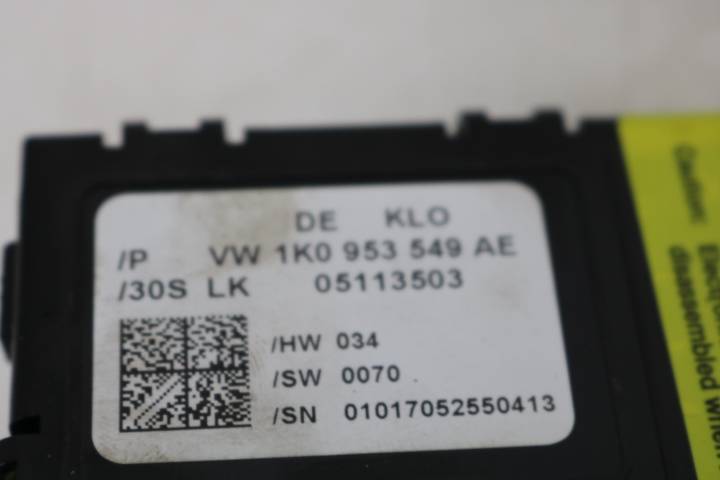 DE KLO
/P VW 1K0 953 549 AE
/30S LK 05113503
/HW 034
/SW 0070
/SN 01017052550413
Caution:
disassembled when